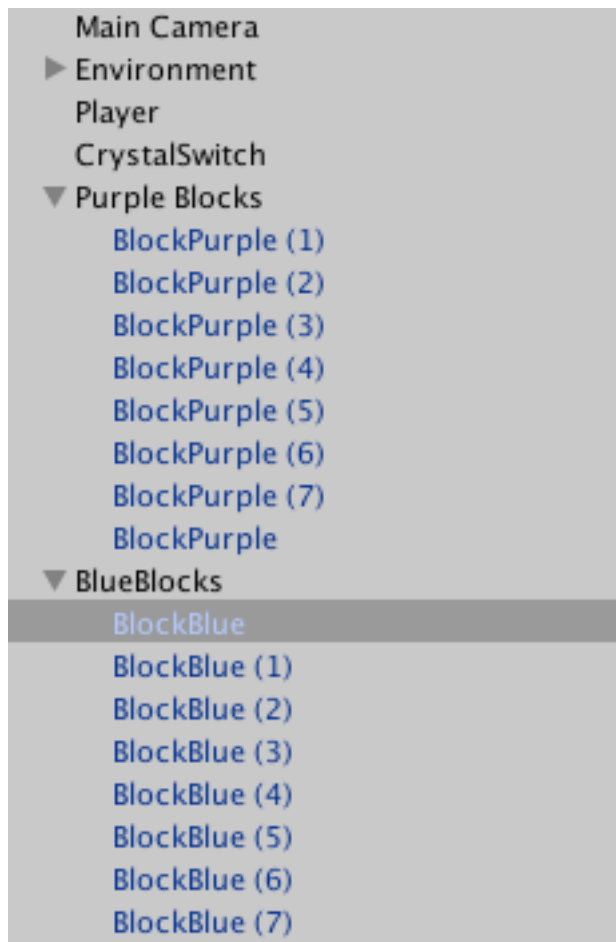 Main Camera
Environment
Player
CrystalSwitch
Purple Blocks
BlockPurple (1)
BlockPurple (2)
BlockPurple (3)
BlockPurple (4)
BlockPurple (5)
BlockPurple (6)
BlockPurple (7)
BlockPurple
BlueBlocks
BlockBlue
BlockBlue (1)
BlockBlue (2)
BlockBlue (3)
BlockBlue (4)
BlockBlue (5)
BlockBlue (6)
BlockBlue (7)